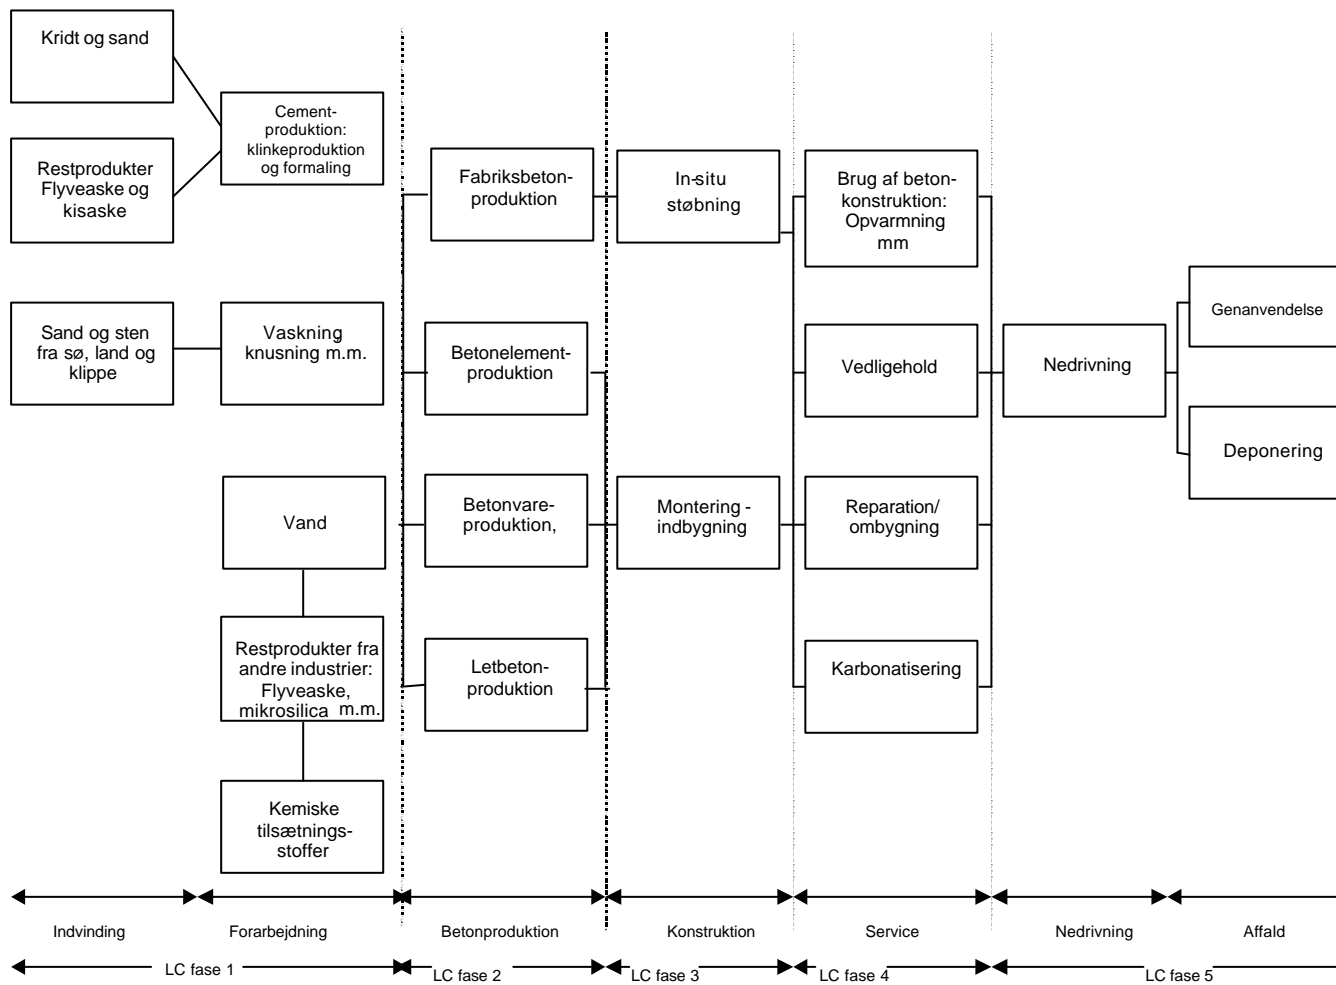 Kridt og sand
Cement-
produktion:
klinkeproduktion
og formaling
Restprodukter
Flyveaske og
kisaske
Fabriksbeton-
produktion
In-situ
støbning
Brug af beton-
konstruktion:
Opvarmning
mm
Sand og sten
fra sø, land og
klippe
Vaskning,
knusning m.m.
Betonelement-
produktion
Vedligehold
Nedrivning
Genanvendelse
Deponering
Vand
Betonvare-
produktion,
Montering -
indbygning
Reparation/
ombygning
Restprodukter fra
andre industrier:
Flyveaske,
mikrosilica m.m.
Letbeton-
produktion
Karbonatisering
Kemiske
tilsætnings-
stoffer
Indvinding Forarbejdning Betonproduktion Konstruktion Service Nedrivning Affald
LC fase 1 LC fase 2 LC fase 3 LC fase 4 LC fase 5